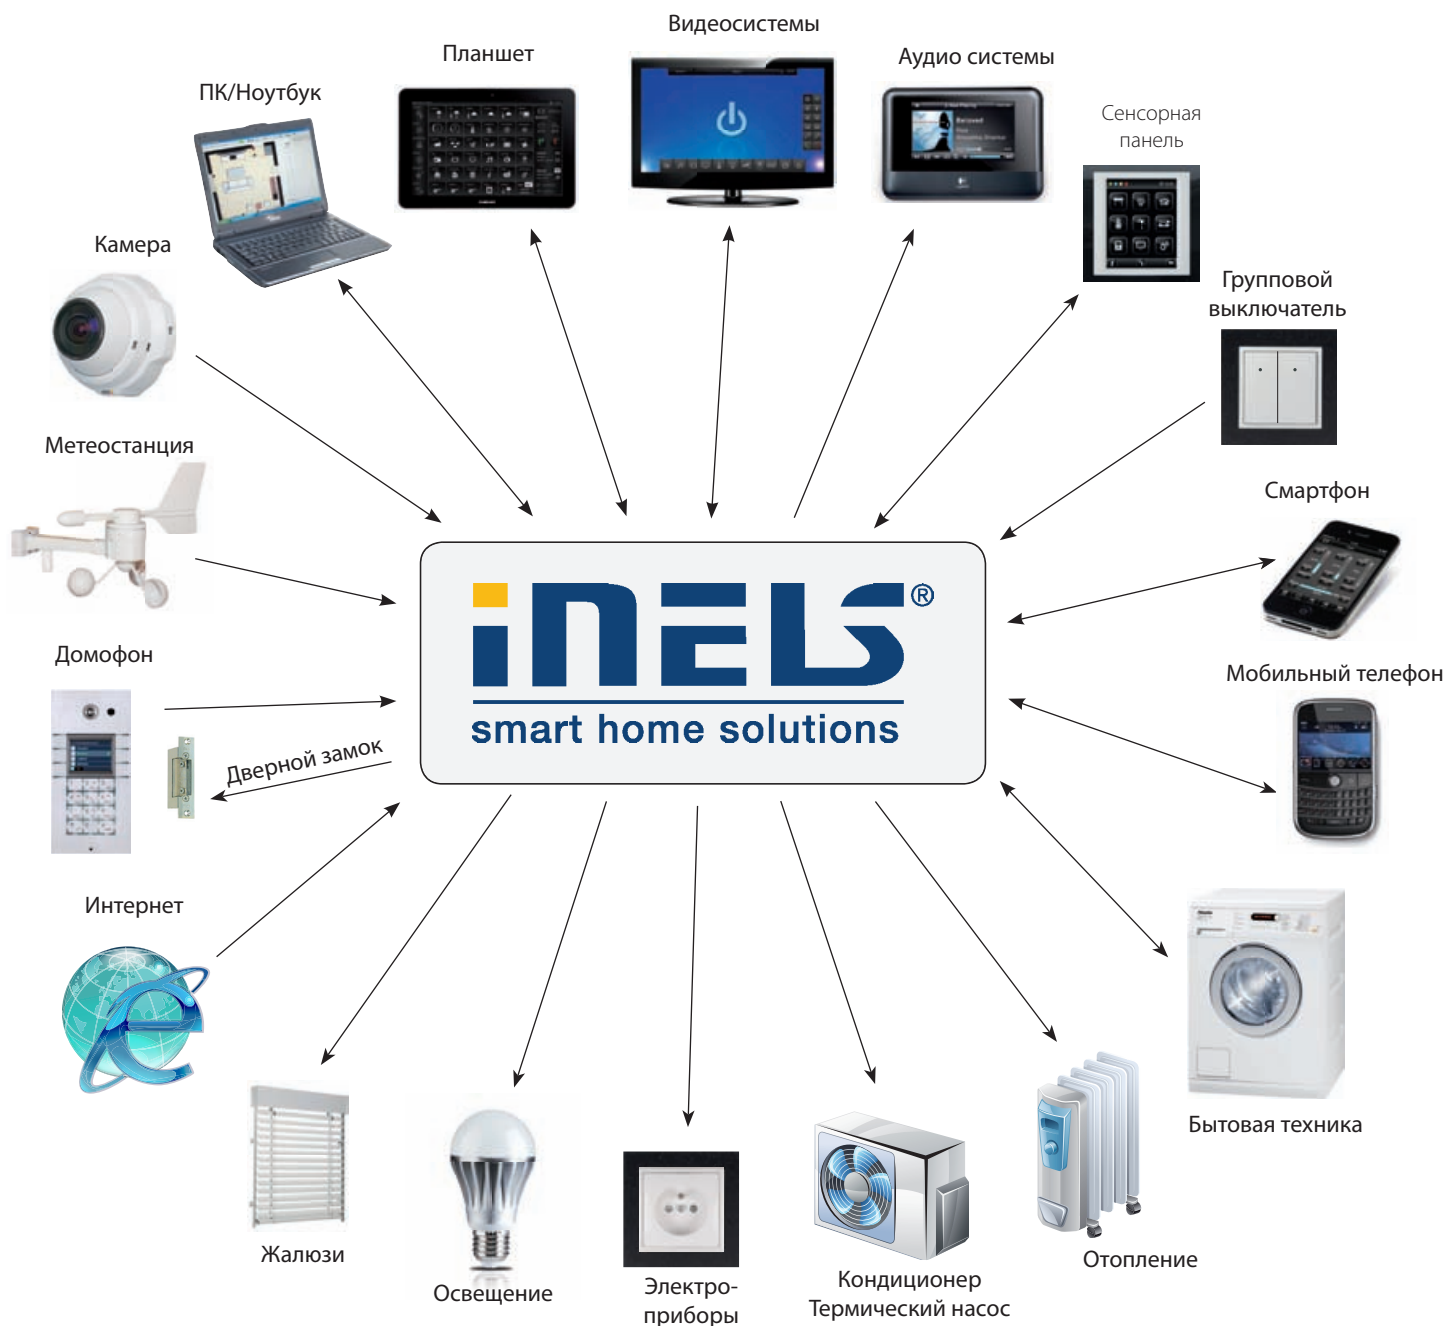 Видеосистемы
Планшет
Аудио системы
ПК/Ноутбук
Сенсорная
панель
Камера
Групповой
выключатель
Метеостанция
Смартфон
iNELS®
smart home solutions
Домофон
Мобильный телефон
Дверной замок
Интернет
Бытовая техника
Жалюзи
Отопление
Освещение
Электро-
приборы
Кондиционер
Термический насос